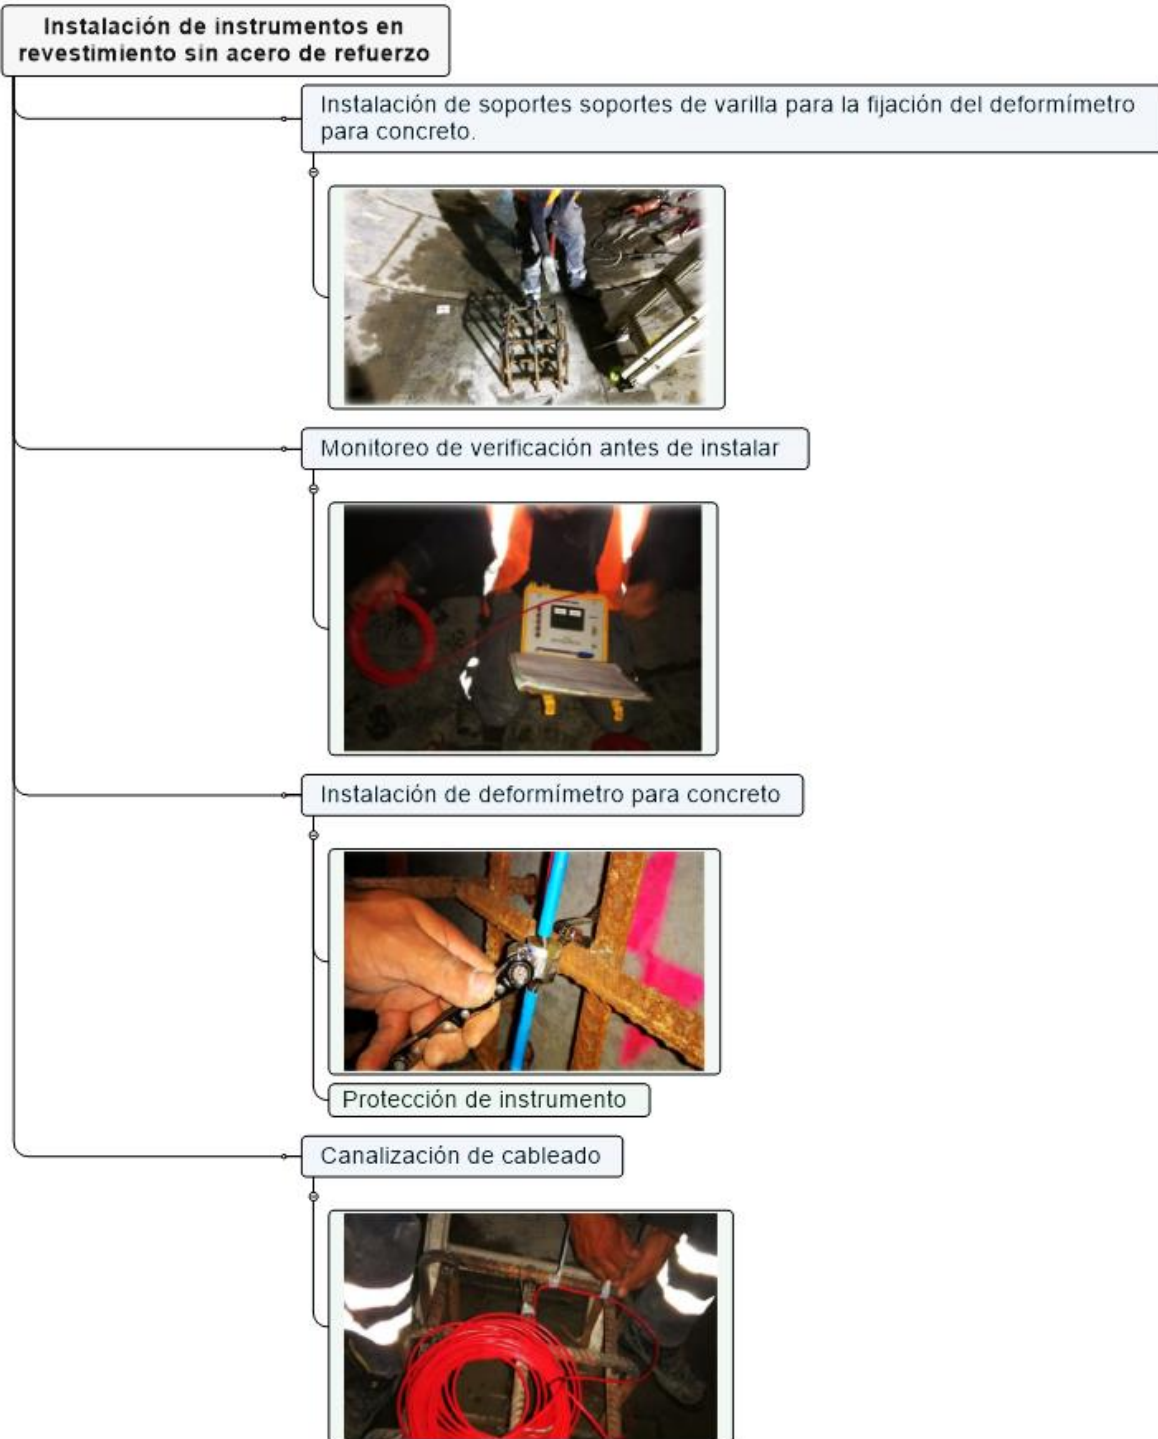 Instalación de instrumentos en
revestimiento sin acero de refuerzo
Instalación de soportes soportes de varilla para la fijación del deformímetro
para concreto.
Monitoreo de verificación antes de instalar
Instalación de deformímetro para concreto
Protección de instrumento
Canalización de cableado